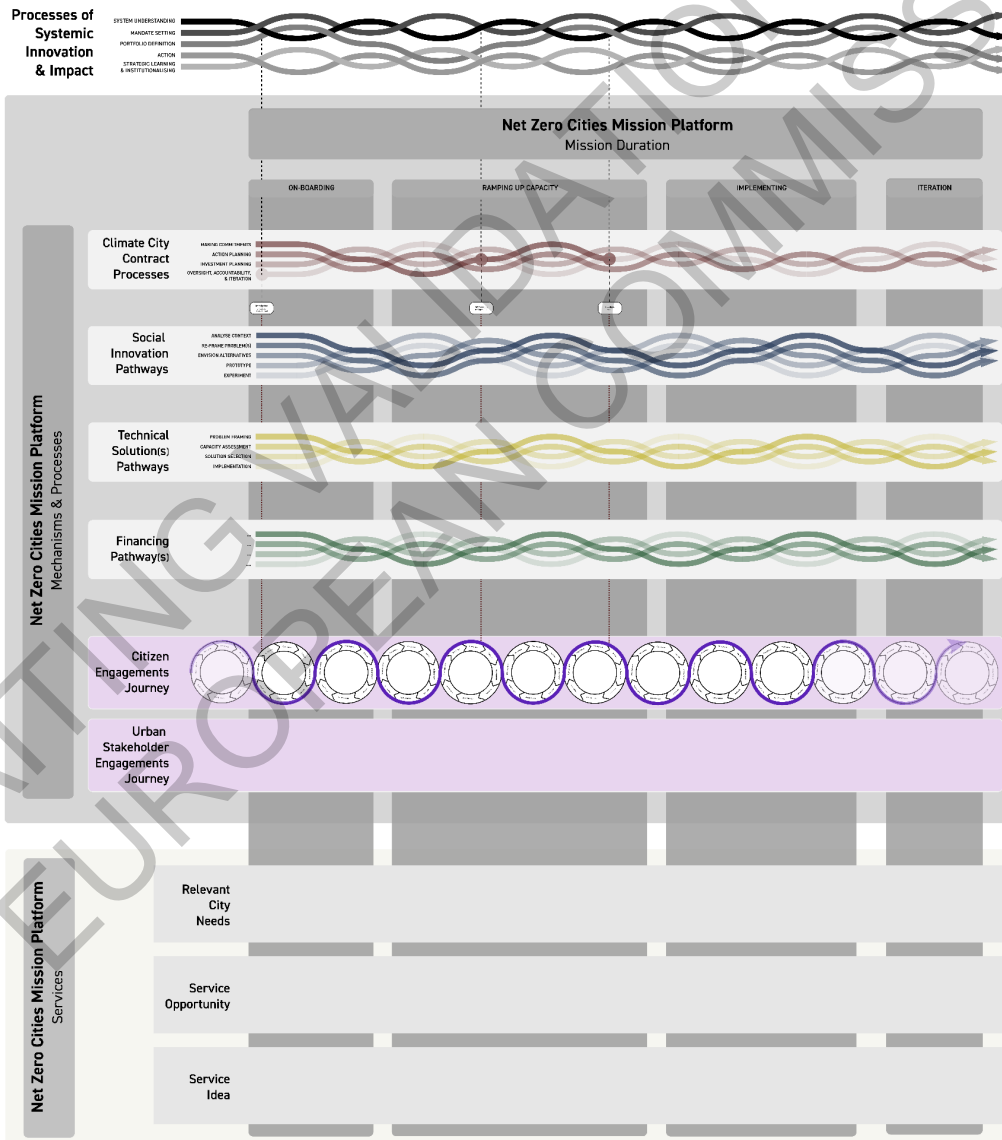 Processes of
Systemic
Innovation
& Impact
SYSTEM UNDERSTANDING
MANDATE SETTING
PORTFOLIO DEFINITION
ACTION
STRATEGIC LEARNING
& INSTITUTIONALISING
Net Zero Cities Mission Platform
Mission Duration
ON-BOARDING
RAMPING UP CAPACITY
IMPLEMENTING
ITERATION
Net Zero Cities Mission Platform
Mechanisms & Processes
Climate City
Contract
Processes
MAKING COMMITMENTS
ACTION PLANNING
INVESTMENT PLANNING
OVERSIGHT, ACCOUNTABILITY,
& ITERATION
Social
Innovation
Pathways
ANALYSE CONTEXT
RE-FRAME PROBLEM(S)
ENVISION ALTERNATIVES
PROTOTYPE
EXPERIMENT
Technical
Solution(s)
Pathways
PROBLEM FRAMING
CAPACITY ASSESSMENT
SOLUTION SELECTION
IMPLEMENTATION
Financing
Pathway(s)
Citizen
Engagements
Journey
Urban
Stakeholder
Engagements
Journey
Net Zero Cities Mission Platform
Services
Relevant
City
Needs
Service
Opportunity
Service
Idea
ATING VALIDATION
EUROPEAN COMMISS